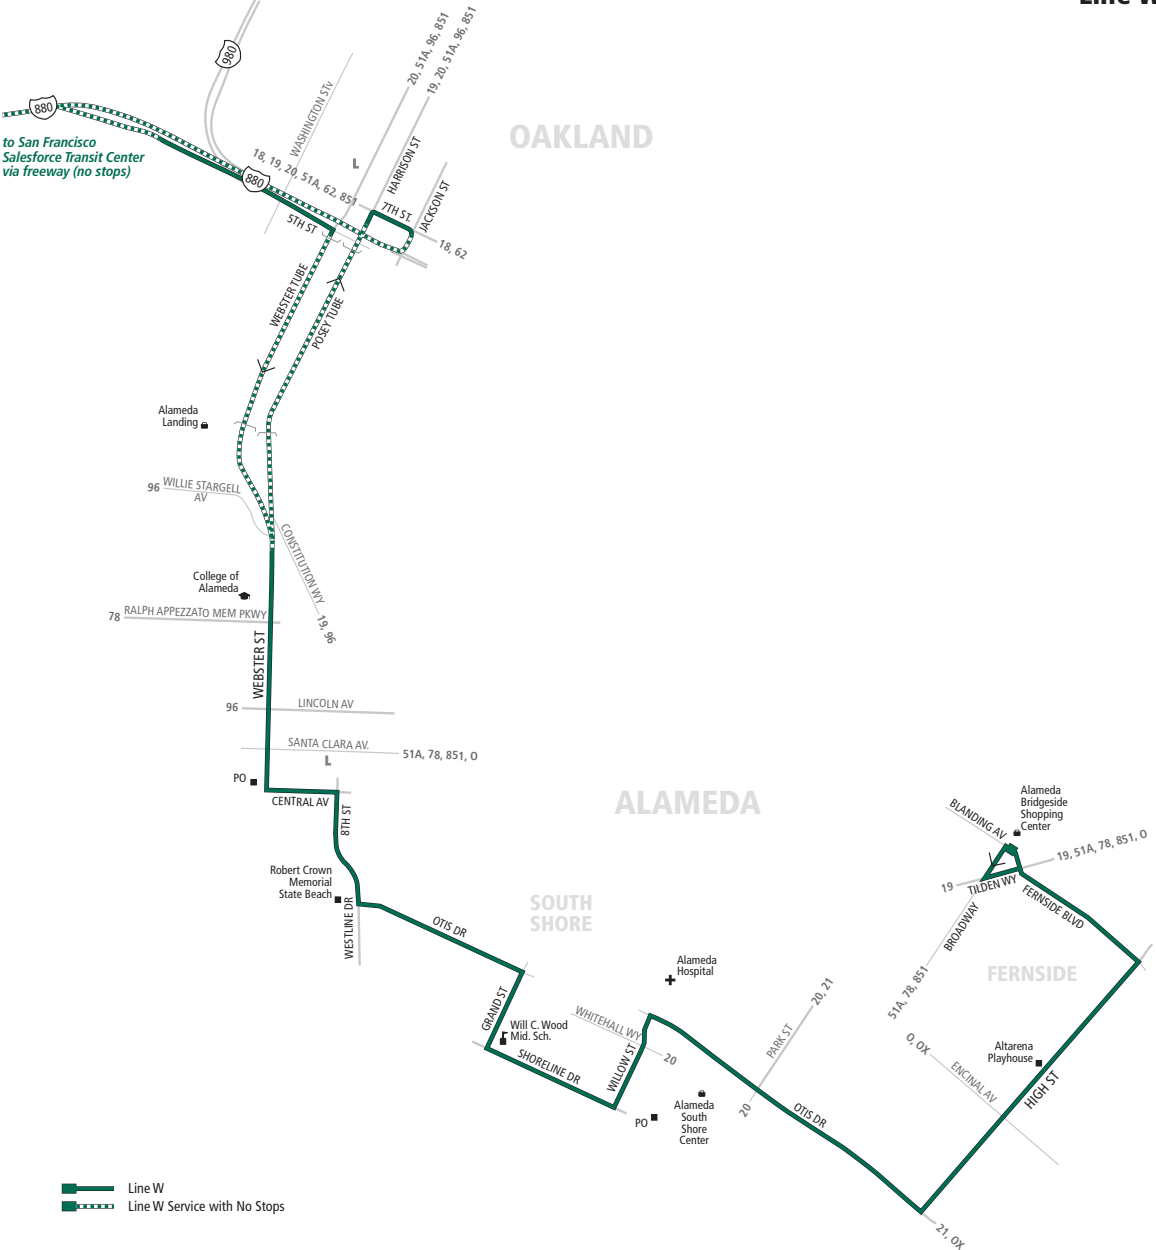 Line W
980
20, 51A, 96, 851
19, 20, 51A, 96, 851
880
WASHINGTON STv
OAKLAND
to San Francisco
Salesforce Transit Center
via freeway (no stops)
18, 19, 20, 51A, 62, 851
L
HARRISON ST
880
JACKSON ST
7TH ST.
5TH ST
18, 62
WEBSTER TUBE
POSEY TUBE
Alameda
Landing
96
WILLIE STARGELL
AV
CONSTITUTION WY
College of
Alameda
78
RALPH APPEZZATO MEM PKWY
19, 96
WEBSTER ST
96
LINCOLN AV
SANTA CLARA AV.
51A, 78, 851, O
L
PO
CENTRAL AV
8TH ST
ALAMEDA
Alameda
Bridgeside
Shopping
Center
BLANDING AV
19, 51A, 78, 851, O
Robert Crown
Memorial
State Beach
19
TILDEN WY
FERNSIDE BLVD
SOUTH
SHORE
WESTLINE DR
OTIS DR
BROADWAY
Alameda
Hospital
FERNSIDE
51A, 78, 851
GRAND ST
20, 21
WHITEHALL WY
Will C. Wood
Mid. Sch.
PARK ST
O, OX
20
Altarena
Playhouse
SHORELINE DR
WILLOW ST
ENCINAL AV
HIGH ST
Alameda
South
Shore
Center
20
OTIS DR
PO
Line W
Line W Service with No Stops
21, OX